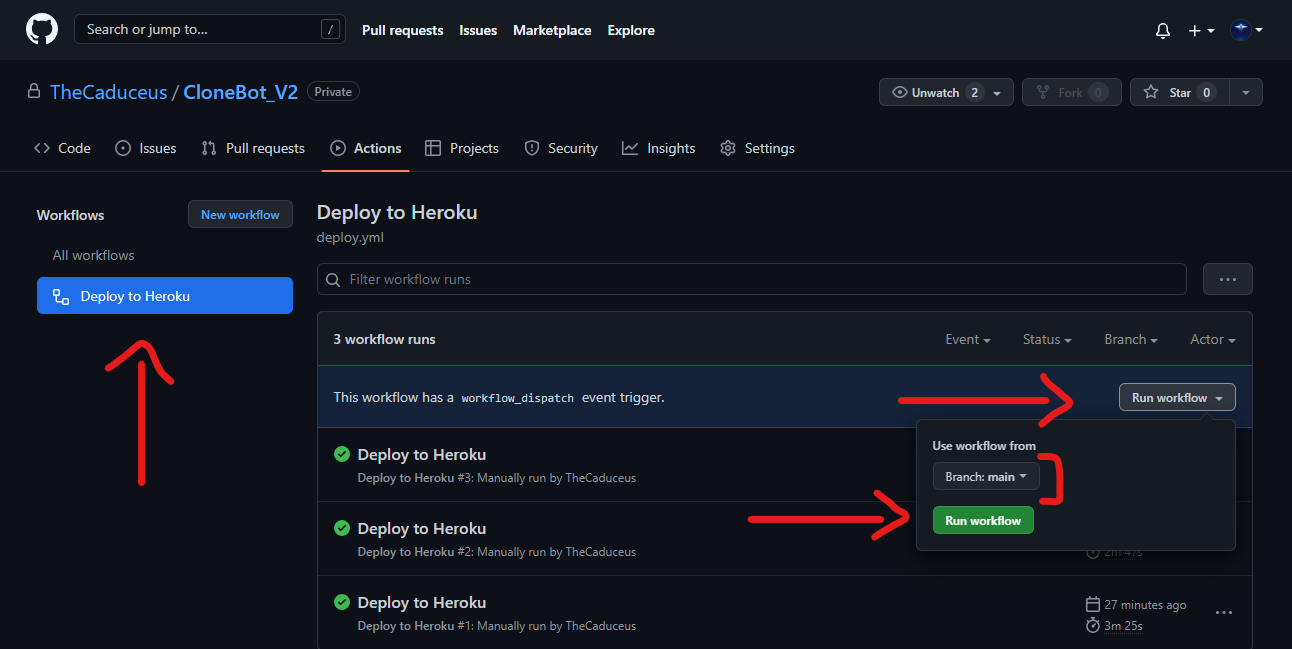 Search or jump to... /
Pull requests Issues Marketplace Explore
TheCaduceus / CloneBot_V2 Private
Unwatch 2 Fork 0 Star 0
Code Issues Pull requests Actions Projects Security Insights Settings
Workflows New workflow
All workflows
Deploy to Heroku
Deploy to Heroku
deploy.yml
Filter workflow runs
3 workflow runs Event Status Branch Actor
This workflow has a workflow_dispatch event trigger. Run workflow
Use workflow from
Branch: main
Run workflow
Deploy to Heroku
Deploy to Heroku #3: Manually run by TheCaduceus
Deploy to Heroku
Deploy to Heroku #2: Manually run by TheCaduceus
2m 47s
Deploy to Heroku
Deploy to Heroku #1: Manually run by TheCaduceus
27 minutes ago
3m 25s